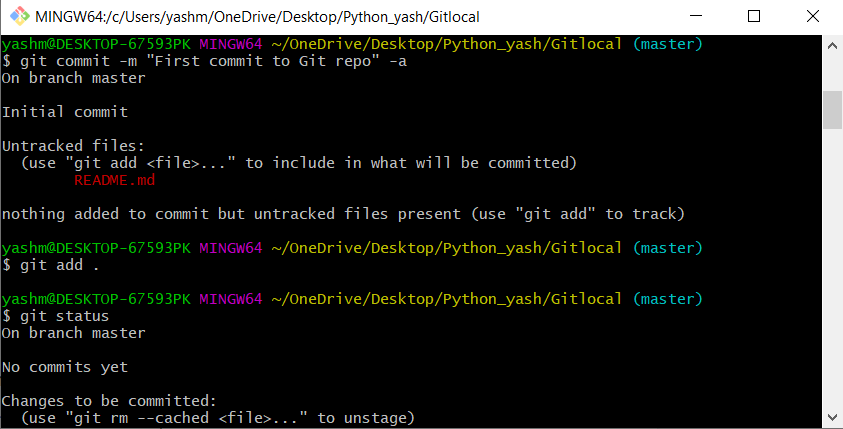 MINGW64:/c/Users/yashm/OneDrive/Desktop/Python_yash/Gitlocal
yashm@DESKTOP-67593PK MINGW64 ~/OneDrive/Desktop/Python_yash/Gitlocal (master)
$ git commit -m "First commit to Git repo" -a
On branch master
Initial commit
Untracked files:
  (use "git add <file>..." to include in what will be committed)
        README.md
nothing added to commit but untracked files present (use "git add" to track)
yashm@DESKTOP-67593PK MINGW64 ~/OneDrive/Desktop/Python_yash/Gitlocal (master)
$ git add .
yashm@DESKTOP-67593PK MINGW64 ~/OneDrive/Desktop/Python_yash/Gitlocal (master)
$ git status
On branch master
No commits yet
Changes to be committed:
  (use "git rm --cached <file>..." to unstage)